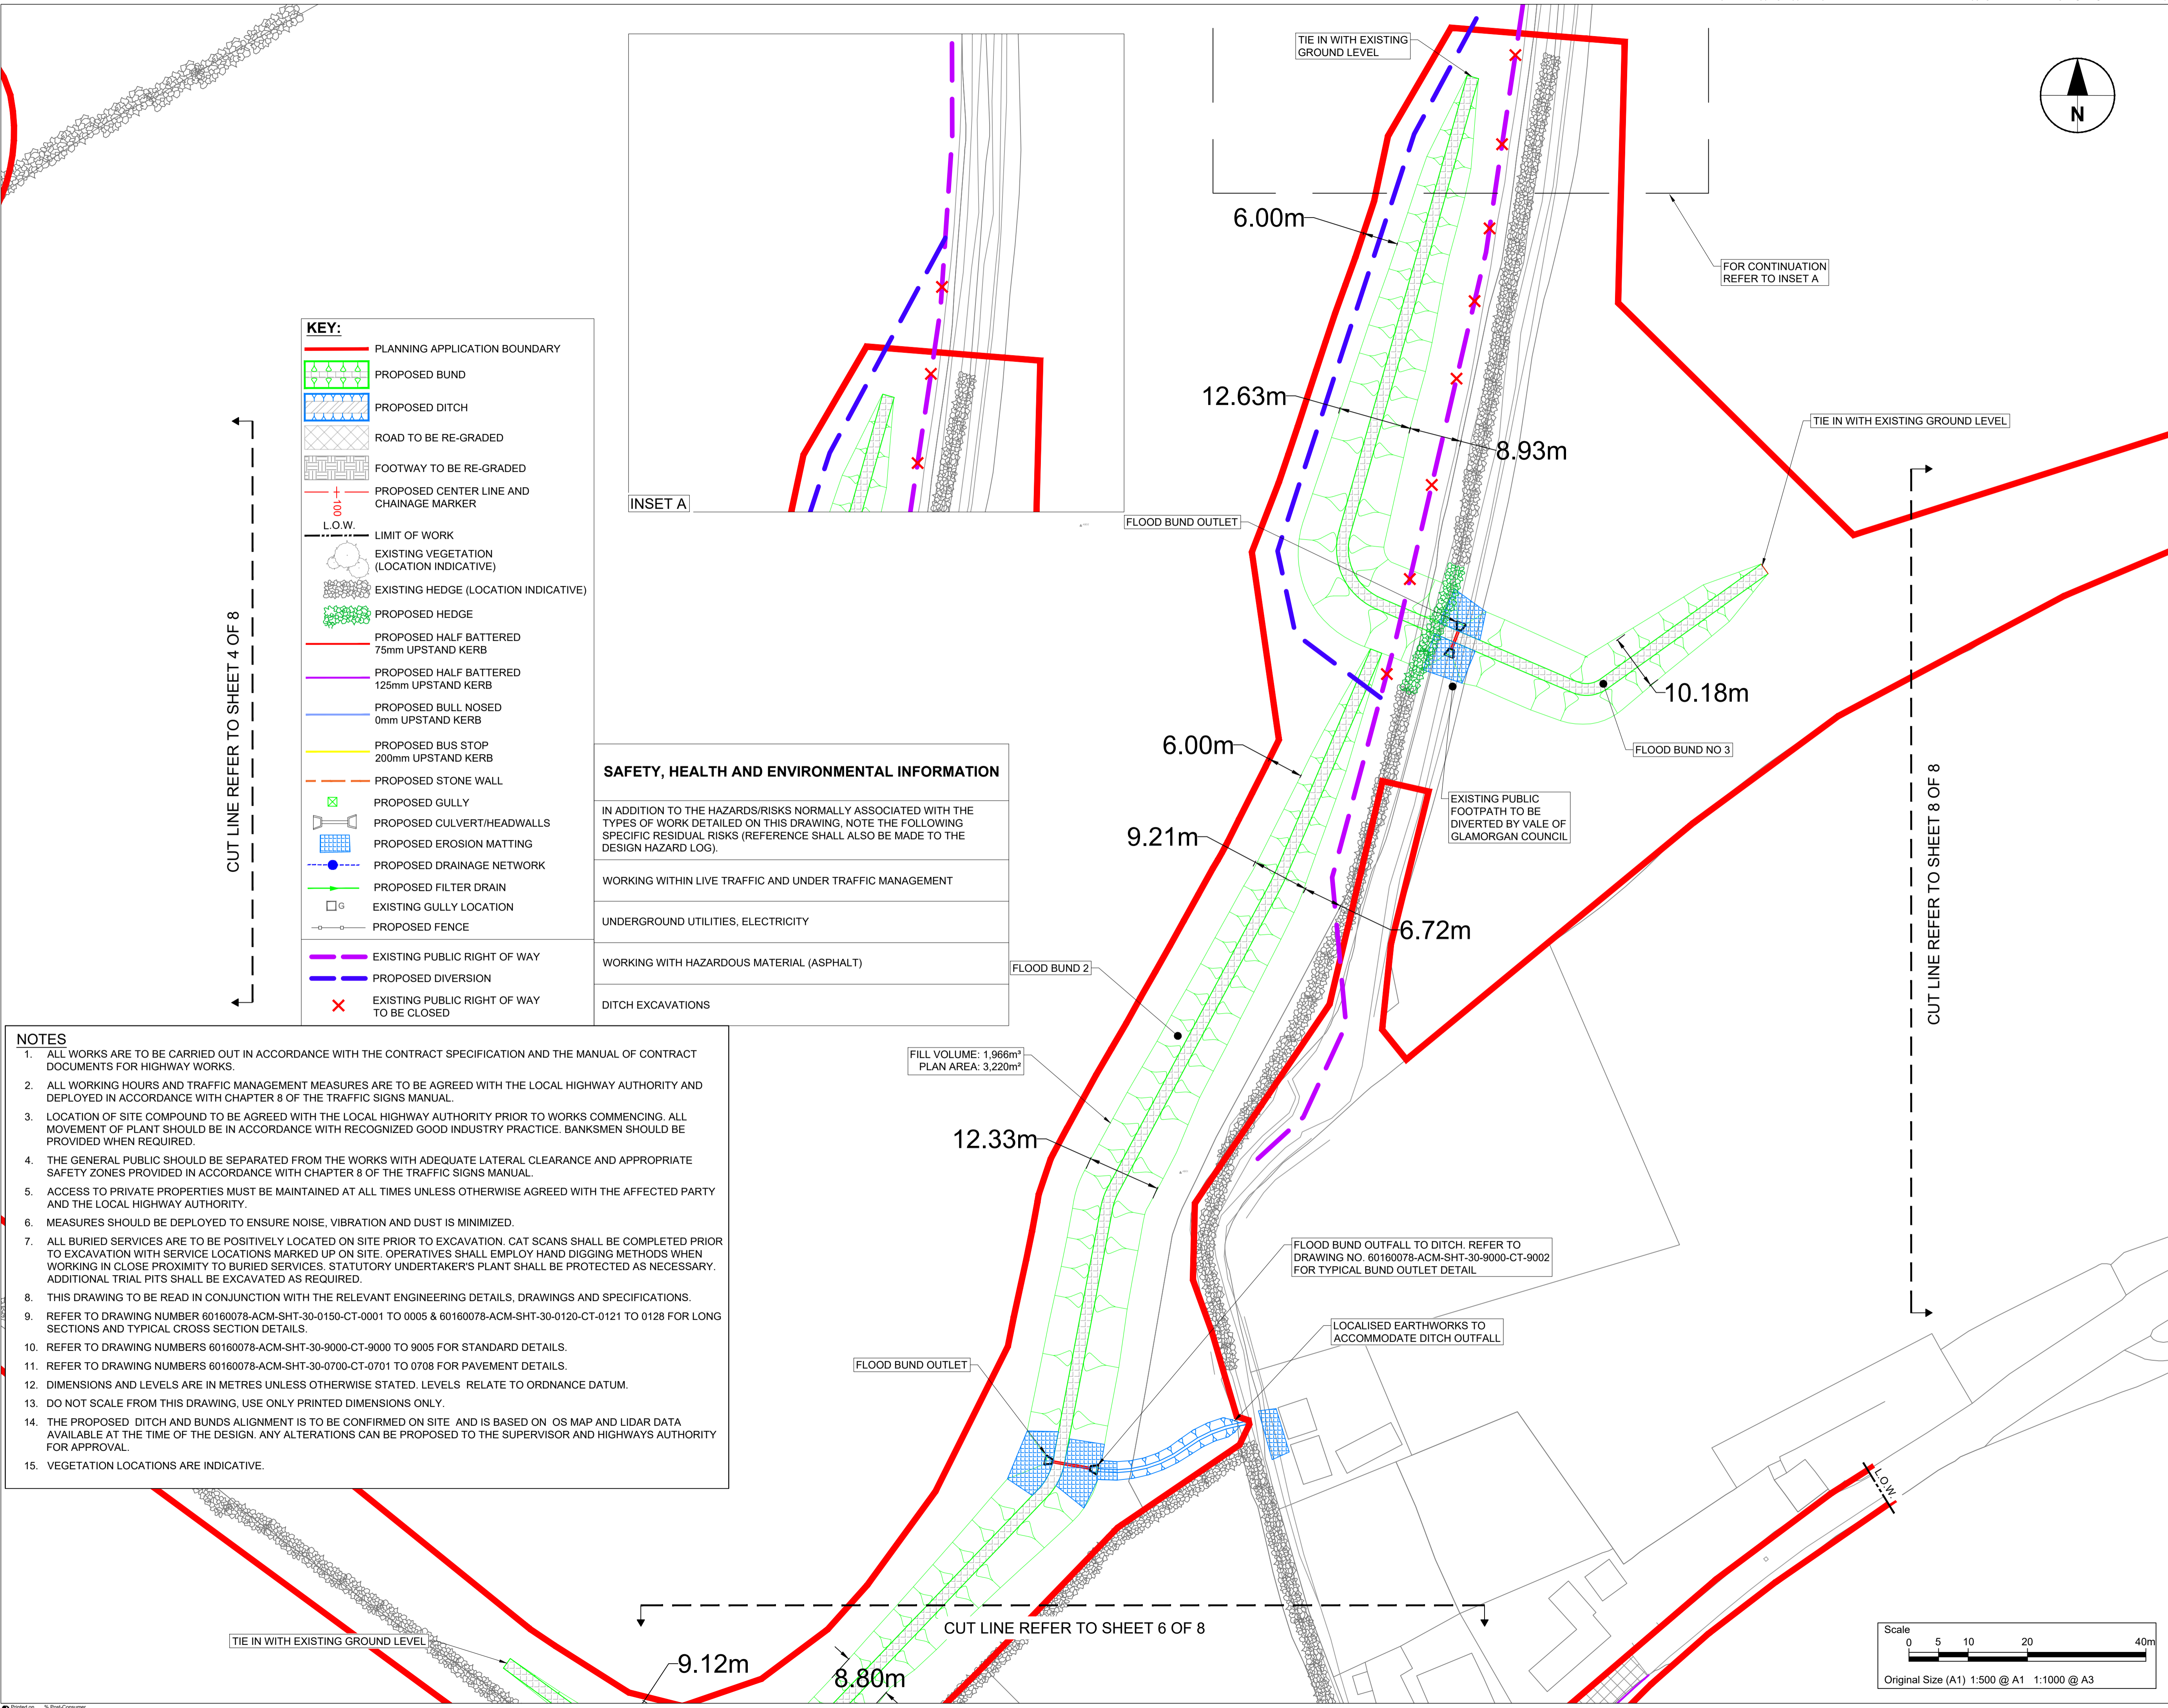 TIE IN WITH EXISTING
GROUND LEVEL
N
6.00m
FOR CONTINUATION
REFER TO INSET A
12.63m
8.93m
TIE IN WITH EXISTING GROUND LEVEL
INSET A
FLOOD BUND OUTLET
10.18m
FLOOD BUND NO 3
6.00m
EXISTING PUBLIC
FOOTPATH TO BE
DIVERTED BY VALE OF
GLAMORGAN COUNCIL
9.21m
6.72m
FLOOD BUND 2
FILL VOLUME: 1,966m³
PLAN AREA: 3,220m²
12.33m
FLOOD BUND OUTFALL TO DITCH. REFER TO
DRAWING NO. 60160078-ACM-SHT-30-9000-CT-9002
FOR TYPICAL BUND OUTLET DETAIL
LOCALISED EARTHWORKS TO
ACCOMMODATE DITCH OUTFALL
FLOOD BUND OUTLET
CUT LINE REFER TO SHEET 4 OF 8
CUT LINE REFER TO SHEET 8 OF 8
KEY:
PLANNING APPLICATION BOUNDARY
PROPOSED BUND
PROPOSED DITCH
ROAD TO BE RE-GRADED
FOOTWAY TO BE RE-GRADED
PROPOSED CENTER LINE AND
CHAINAGE MARKER
100
L.O.W.
LIMIT OF WORK
EXISTING VEGETATION
(LOCATION INDICATIVE)
EXISTING HEDGE (LOCATION INDICATIVE)
PROPOSED HEDGE
PROPOSED HALF BATTERED
75mm UPSTAND KERB
PROPOSED HALF BATTERED
125mm UPSTAND KERB
PROPOSED BULL NOSED
0mm UPSTAND KERB
PROPOSED BUS STOP
200mm UPSTAND KERB
PROPOSED STONE WALL
PROPOSED GULLY
PROPOSED CULVERT/HEADWALLS
PROPOSED EROSION MATTING
PROPOSED DRAINAGE NETWORK
PROPOSED FILTER DRAIN
G EXISTING GULLY LOCATION
PROPOSED FENCE
EXISTING PUBLIC RIGHT OF WAY
PROPOSED DIVERSION
EXISTING PUBLIC RIGHT OF WAY
TO BE CLOSED
SAFETY, HEALTH AND ENVIRONMENTAL INFORMATION
IN ADDITION TO THE HAZARDS/RISKS NORMALLY ASSOCIATED WITH THE
TYPES OF WORK DETAILED ON THIS DRAWING, NOTE THE FOLLOWING
SPECIFIC RESIDUAL RISKS (REFERENCE SHALL ALSO BE MADE TO THE
DESIGN HAZARD LOG).
WORKING WITHIN LIVE TRAFFIC AND UNDER TRAFFIC MANAGEMENT
UNDERGROUND UTILITIES, ELECTRICITY
WORKING WITH HAZARDOUS MATERIAL (ASPHALT)
DITCH EXCAVATIONS
NOTES
1. ALL WORKS ARE TO BE CARRIED OUT IN ACCORDANCE WITH THE CONTRACT SPECIFICATION AND THE MANUAL OF CONTRACT
DOCUMENTS FOR HIGHWAY WORKS.
2. ALL WORKING HOURS AND TRAFFIC MANAGEMENT MEASURES ARE TO BE AGREED WITH THE LOCAL HIGHWAY AUTHORITY AND
DEPLOYED IN ACCORDANCE WITH CHAPTER 8 OF THE TRAFFIC SIGNS MANUAL.
3. LOCATION OF SITE COMPOUND TO BE AGREED WITH THE LOCAL HIGHWAY AUTHORITY PRIOR TO WORKS COMMENCING. ALL
MOVEMENT OF PLANT SHOULD BE IN ACCORDANCE WITH RECOGNIZED GOOD INDUSTRY PRACTICE. BANKSMEN SHOULD BE
PROVIDED WHEN REQUIRED.
4. THE GENERAL PUBLIC SHOULD BE SEPARATED FROM THE WORKS WITH ADEQUATE LATERAL CLEARANCE AND APPROPRIATE
SAFETY ZONES PROVIDED IN ACCORDANCE WITH CHAPTER 8 OF THE TRAFFIC SIGNS MANUAL.
5. ACCESS TO PRIVATE PROPERTIES MUST BE MAINTAINED AT ALL TIMES UNLESS OTHERWISE AGREED WITH THE AFFECTED PARTY
AND THE LOCAL HIGHWAY AUTHORITY.
6. MEASURES SHOULD BE DEPLOYED TO ENSURE NOISE, VIBRATION AND DUST IS MINIMIZED.
7. ALL BURIED SERVICES ARE TO BE POSITIVELY LOCATED ON SITE PRIOR TO EXCAVATION. CAT SCANS SHALL BE COMPLETED PRIOR
TO EXCAVATION WITH SERVICE LOCATIONS MARKED UP ON SITE. OPERATIVES SHALL EMPLOY HAND DIGGING METHODS WHEN
WORKING IN CLOSE PROXIMITY TO BURIED SERVICES. STATUTORY UNDERTAKER'S PLANT SHALL BE PROTECTED AS NECESSARY.
ADDITIONAL TRIAL PITS SHALL BE EXCAVATED AS REQUIRED.
8. THIS DRAWING TO BE READ IN CONJUNCTION WITH THE RELEVANT ENGINEERING DETAILS, DRAWINGS AND SPECIFICATIONS.
9. REFER TO DRAWING NUMBER 60160078-ACM-SHT-30-0150-CT-0001 TO 0005 & 60160078-ACM-SHT-30-0120-CT-0121 TO 0128 FOR LONG
SECTIONS AND TYPICAL CROSS SECTION DETAILS.
10. REFER TO DRAWING NUMBERS 60160078-ACM-SHT-30-9000-CT-9000 TO 9005 FOR STANDARD DETAILS.
11. REFER TO DRAWING NUMBERS 60160078-ACM-SHT-30-0700-CT-0701 TO 0708 FOR PAVEMENT DETAILS.
12. DIMENSIONS AND LEVELS ARE IN METRES UNLESS OTHERWISE STATED. LEVELS RELATE TO ORDNANCE DATUM.
13. DO NOT SCALE FROM THIS DRAWING, USE ONLY PRINTED DIMENSIONS ONLY.
14. THE PROPOSED DITCH AND BUNDS ALIGNMENT IS TO BE CONFIRMED ON SITE AND IS BASED ON OS MAP AND LIDAR DATA
AVAILABLE AT THE TIME OF THE DESIGN. ANY ALTERATIONS CAN BE PROPOSED TO THE SUPERVISOR AND HIGHWAYS AUTHORITY
FOR APPROVAL.
15. VEGETATION LOCATIONS ARE INDICATIVE.
L.O.W.
CUT LINE REFER TO SHEET 6 OF 8
TIE IN WITH EXISTING GROUND LEVEL
9.12m
8.80m
Scale
0 5 10 20 40m
Original Size (A1) 1:500 @ A1 1:1000 @ A3
Printed on % Post-Consumer